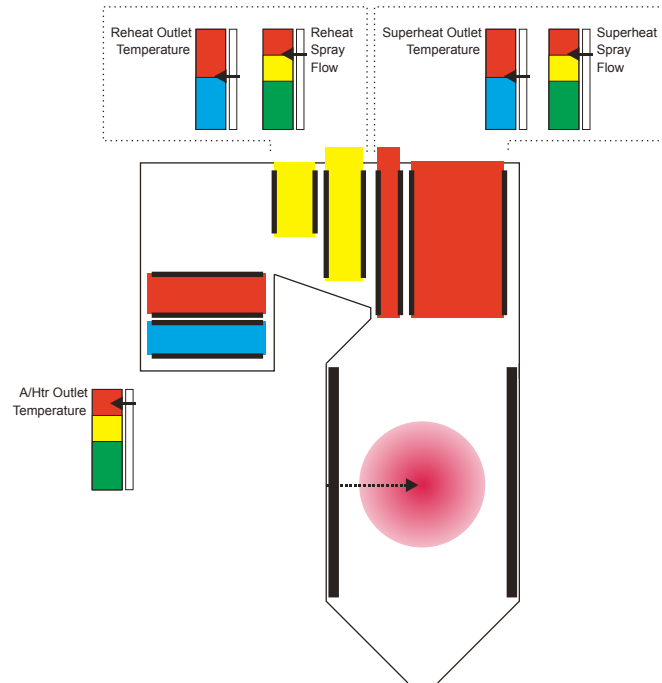 Reheat Outlet
Temperature
Reheat
Spray
Flow
Superheat Outlet
Temperature
Superheat
Spray
Flow
A/Htr Outlet
Temperature